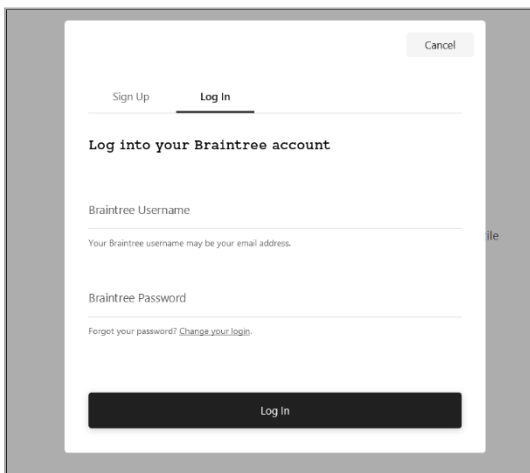 Cancel
Sign Up Log In
Log into your Braintree account
Braintree Username
Your Braintree username may be your email address.
ile
Braintree Password
Forgot your password? Change your login.
Log In